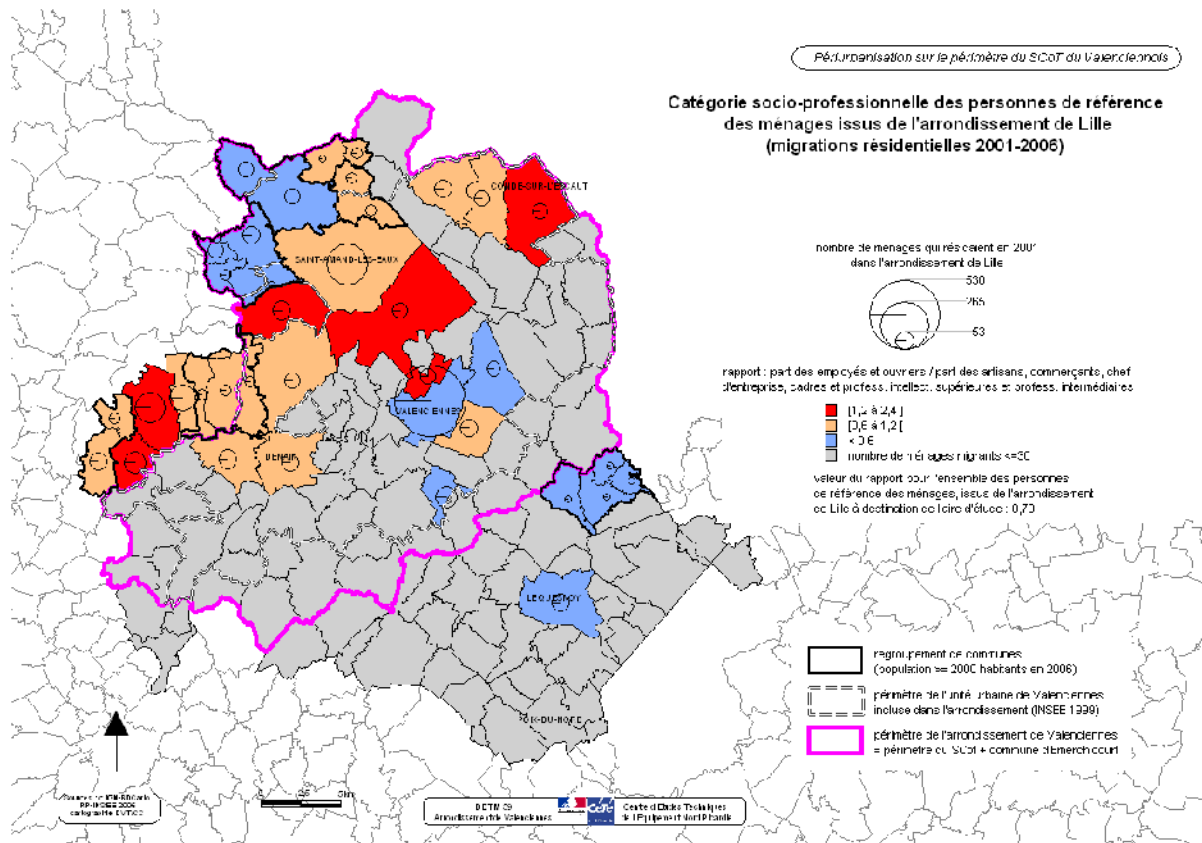 Périurbanisation sur le périmètre du SCoT du Valenciennois
Catégorie socio-professionnelle des personnes de référence
des ménages issus de l'arrondissement de Lille
(migrations résidentielles 2001-2006)
CONDE-SUR-L'ESCAUT
SAINT-AMAND-LES-EAUX
VALENCIENNES
DENAIN
LE QUESNOY
nombre de menages qui résidaient en 2001
dans l'arrondissement de Lille
530
265
53
rapport : part des employés et ouvriers / part des artisans, commerçants, chef
d'entreprise, cadres et profess. intellect. supérieures et profess. intermédiaires
[1,2 à 2,4]
[0,6 à 1,2[
< 0,6
nombre de ménages migrants <=30
valeur du rapport pour l'ensemble des personnes
de référence des ménages, issus de l'arrondissement
de Lille à destination de l'aire d'étude : 0,70
regroupement de communes
(population >= 2000 habitants en 2006)
périmètre de l'unité urbaine de Valenciennes
incluse dans l'arrondissement (INSEE 1999)
périmètre de l'arrondissement de Valenciennes
= périmètre du SCoT + commune d'Emerchicourt
5km
Arrondissement de Valenciennes
Centre d'Etudes Techniques
de l'Equipement Nord Picardie